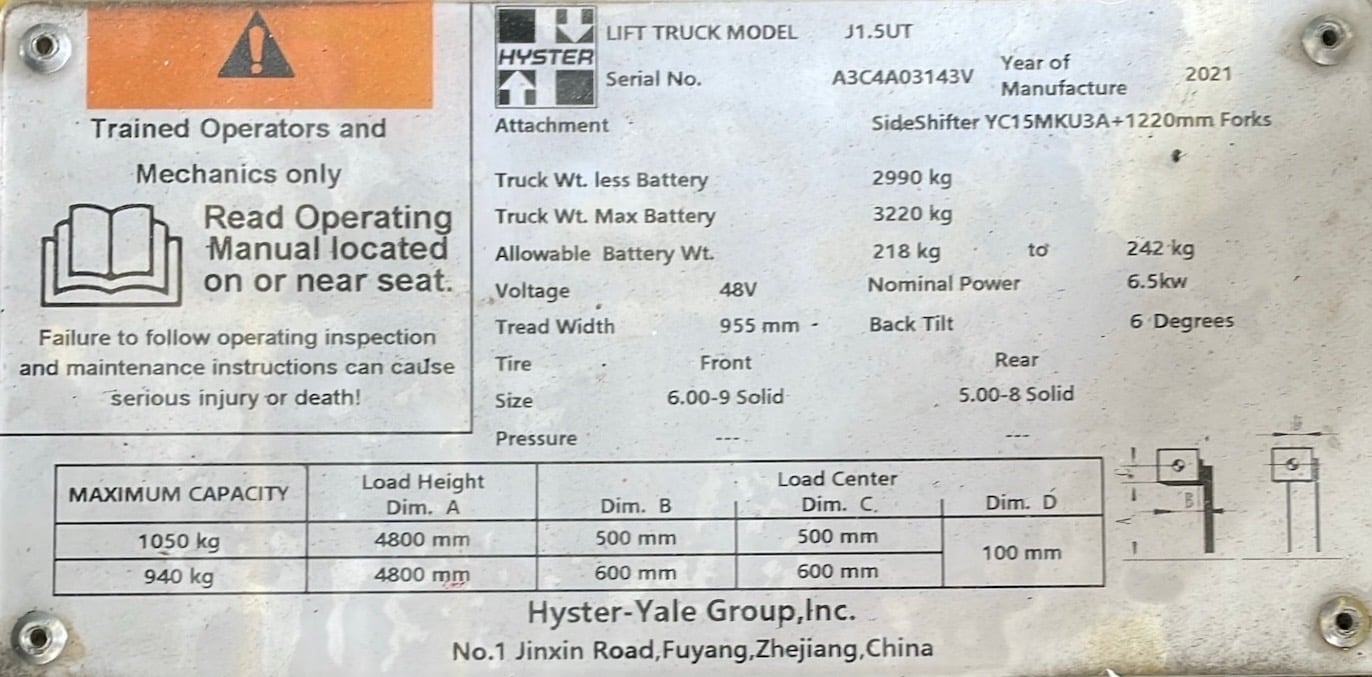 Trained Operators and
Mechanics only
Read Operating
Manual located
on or near seat.
Failure to follow operating inspection
and maintenance instructions can cause
serious injury or death!
HYSTER
LIFT TRUCK MODEL J1.5UT
Serial No. A3C4A03143V Year of Manufacture 2021
Attachment SideShifter YC15MKU3A+1220mm Forks
Truck Wt. less Battery 2990 kg
Truck Wt. Max Battery 3220 kg
Allowable Battery Wt. 218 kg to 242 kg
Voltage 48V Nominal Power 6.5kw
Tread Width 955 mm Back Tilt 6 Degrees
Tire Front Rear
Size 6.00-9 Solid 5.00-8 Solid
Pressure --- ---
MAXIMUM CAPACITY Load Height Dim. A Dim. B Load Center Dim. C. Dim. D
1050 kg 4800 mm 500 mm 500 mm 100 mm
940 kg 4800 mm 600 mm 600 mm
B
A
Hyster-Yale Group,Inc.
No.1 Jinxin Road,Fuyang,Zhejiang,China